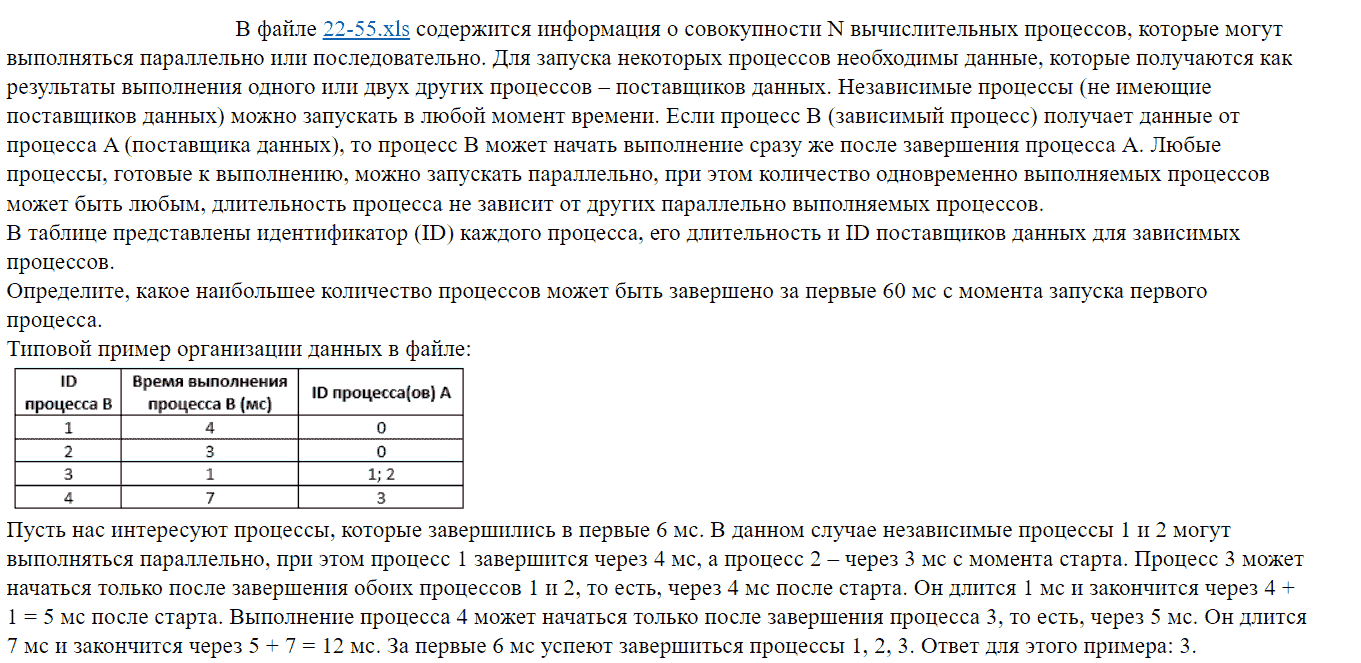 В файле 22-55.xls содержится информация о совокупности N вычислительных процессов, которые могут
выполняться параллельно или последовательно. Для запуска некоторых процессов необходимы данные, которые получаются как
результаты выполнения одного или двух других процессов – поставщиков данных. Независимые процессы (не имеющие
поставщиков данных) можно запускать в любой момент времени. Если процесс B (зависимый процесс) получает данные от
процесса A (поставщика данных), то процесс B может начать выполнение сразу же после завершения процесса A. Любые
процессы, готовые к выполнению, можно запускать параллельно, при этом количество одновременно выполняемых процессов
может быть любым, длительность процесса не зависит от других параллельно выполняемых процессов.
В таблице представлены идентификатор (ID) каждого процесса, его длительность и ID поставщиков данных для зависимых
процессов.
Определите, какое наибольшее количество процессов может быть завершено за первые 60 мс с момента запуска первого
процесса.
Типовой пример организации данных в файле:
ID процесса B | Время выполнения процесса B (мс) | ID процесса(ов) A
1 4 0
2 3 0
3 1 1; 2
4 7 3
Пусть нас интересуют процессы, которые завершились в первые 6 мс. В данном случае независимые процессы 1 и 2 могут
выполняться параллельно, при этом процесс 1 завершится через 4 мс, а процесс 2 – через 3 мс с момента старта. Процесс 3 может
начаться только после завершения обоих процессов 1 и 2, то есть, через 4 мс после старта. Он длится 1 мс и закончится через 4 +
1 = 5 мс после старта. Выполнение процесса 4 может начаться только после завершения процесса 3, то есть, через 5 мс. Он длится
7 мс и закончится через 5 + 7 = 12 мс. За первые 6 мс успеют завершиться процессы 1, 2, 3. Ответ для этого примера: 3.